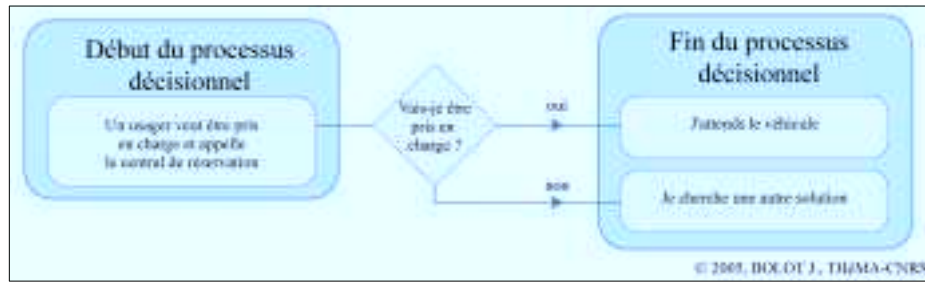 Début du processus
décisionnel
Un usager veut être pris
en charge et appelle
la central de réservation
Vais-je être
pris en
charge ?
oui
non
Fin du processus
décisionnel
J'attends le véhicule
Je cherche une autre solution
© 2005, BOLOT J., ThéMA-CNRS